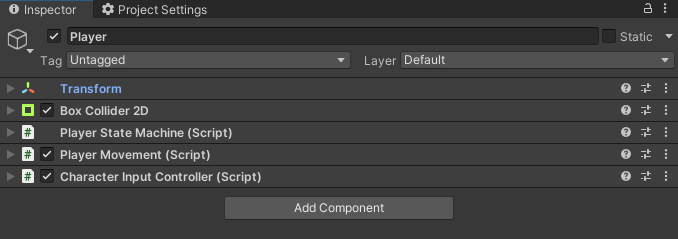 Inspector Project Settings
Player Static
Tag Untagged Layer Default
Transform
Box Collider 2D
# Player State Machine (Script)
# Player Movement (Script)
# Character Input Controller (Script)
Add Component